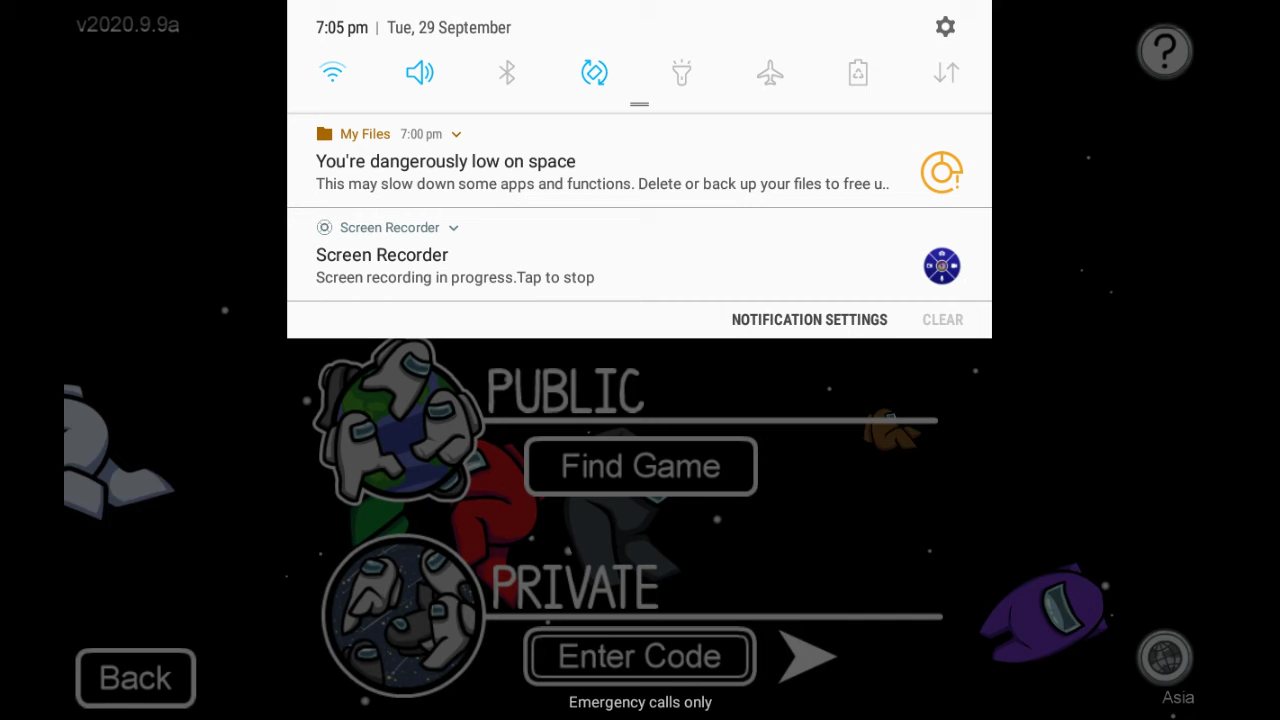 v2020.9.9a
7:05 pm | Tue, 29 September
My Files 7:00 pm
You're dangerously low on space
This may slow down some apps and functions. Delete or back up your files to free u..
Screen Recorder
Screen Recorder
Screen recording in progress.Tap to stop
NOTIFICATION SETTINGS CLEAR
PUBLIC
Find Game
PRIVATE
Enter Code
Back
Emergency calls only
Asia